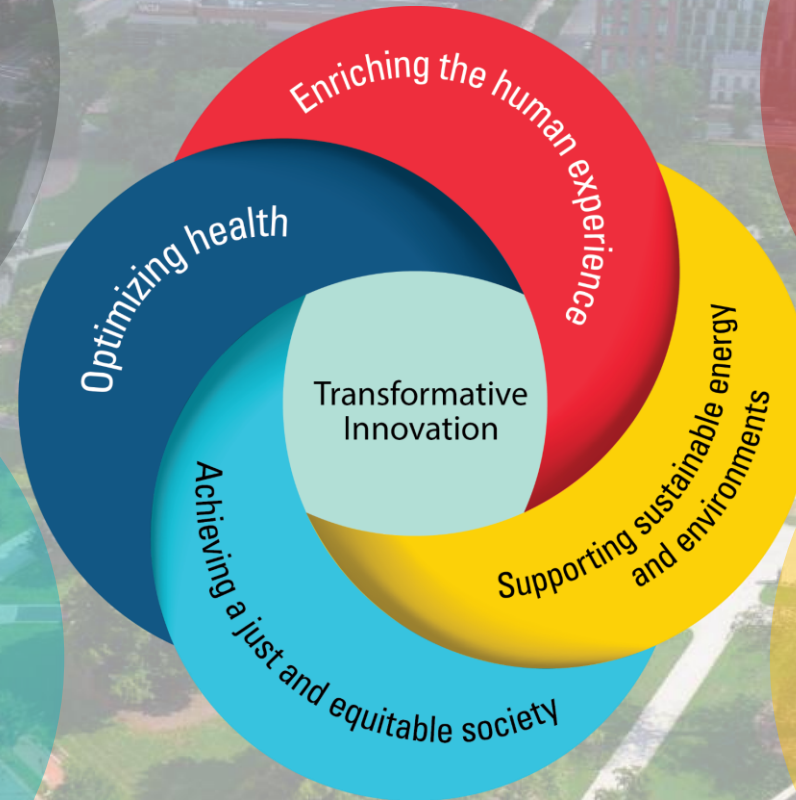 Enriching the human experience
Optimizing health
Transformative
Innovation
Supporting sustainable energy
and environments
Achieving a just and equitable society